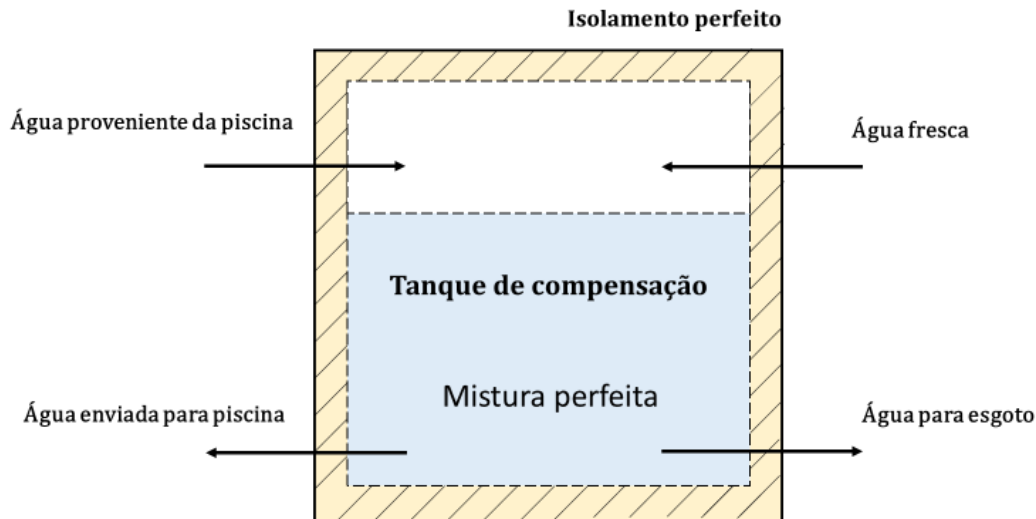 Isolamento perfeito
Água proveniente da piscina
Água fresca
Tanque de compensação
Mistura perfeita
Água enviada para piscina
Água para esgoto